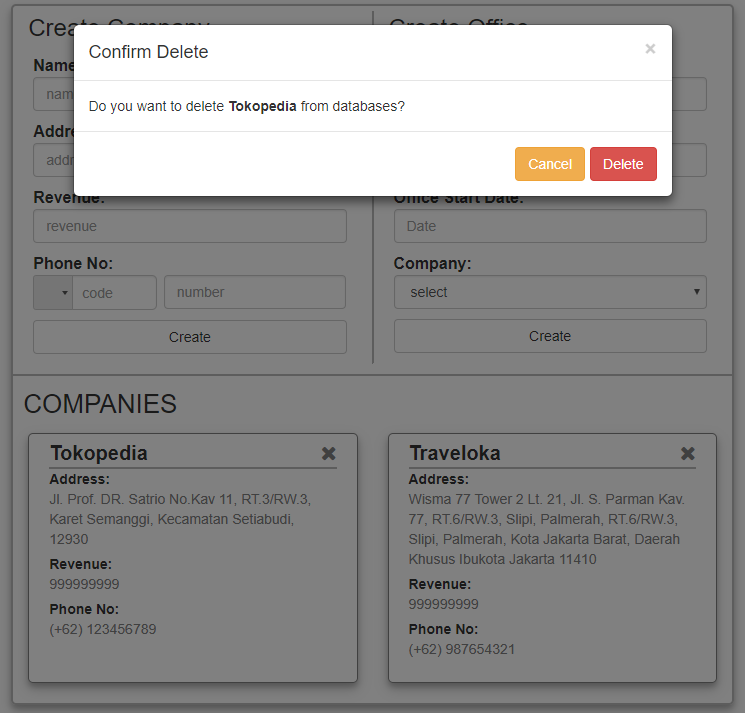 Create Company
Create Office
Confirm Delete
×
Do you want to delete Tokopedia from databases?
Cancel
Delete
Name
nam
Addre
addr
Revenue:
revenue
Phone No:
code
number
Create
Office Start Date:
Date
Company:
select
Create
COMPANIES
Tokopedia
Address:
Jl. Prof. DR. Satrio No.Kav 11, RT.3/RW.3,
Karet Semanggi, Kecamatan Setiabudi,
12930
Revenue:
999999999
Phone No:
(+62) 123456789
Traveloka
Address:
Wisma 77 Tower 2 Lt. 21, Jl. S. Parman Kav.
77, RT.6/RW.3, Slipi, Palmerah, RT.6/RW.3,
Slipi, Palmerah, Kota Jakarta Barat, Daerah
Khusus Ibukota Jakarta 11410
Revenue:
999999999
Phone No:
(+62) 987654321